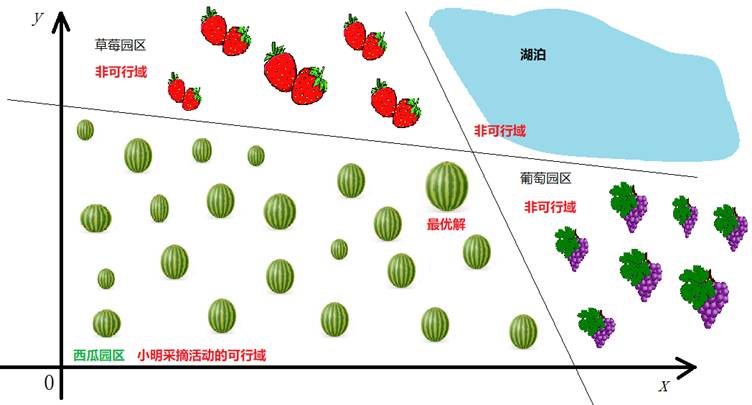 y
草莓园区
非可行域
湖泊
非可行域
葡萄园区
非可行域
最优解
西瓜园区 小明采摘活动的可行域
0
x